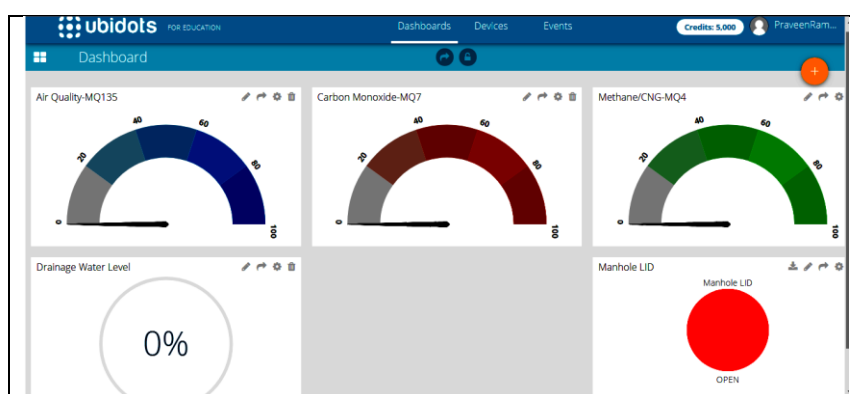 ubidots FOR EDUCATION Dashboards Devices Events Credits: 5,000 PraveenRam...
Dashboard
+
Air Quality-MQ135
0 20 40 60 80 100
Carbon Monoxide-MQ7
0 20 40 60 80 100
Methane/CNG-MQ4
0 20 40 60 80 100
Drainage Water Level
0%
Manhole LID
Manhole LID
OPEN